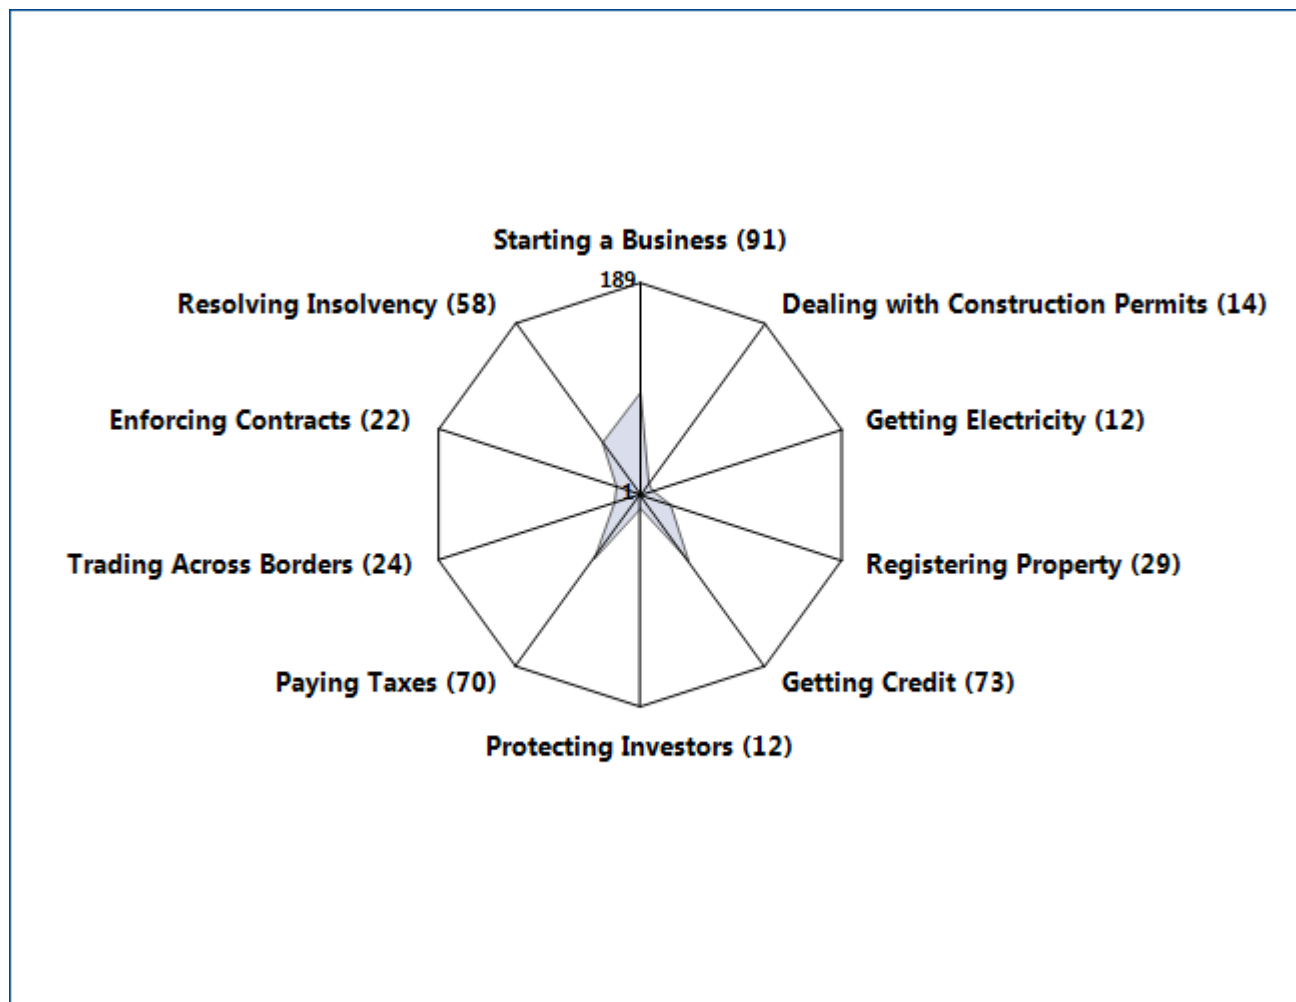 Starting a Business (91)
189
Resolving Insolvency (58)
Dealing with Construction Permits (14)
Enforcing Contracts (22)
Getting Electricity (12)
1
Trading Across Borders (24)
Registering Property (29)
Paying Taxes (70)
Getting Credit (73)
Protecting Investors (12)